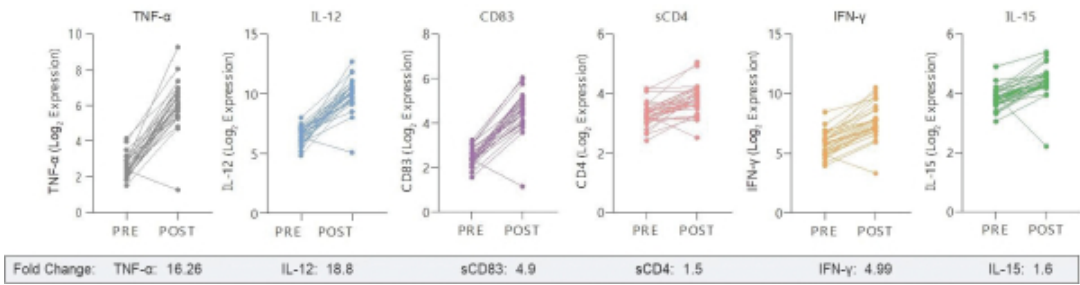 TNF-α
IL-12
CD83
sCD4
IFN-γ
IL-15
TNF-α (Log2 Expression)
10
8
6
4
2
0
PRE POST
IL-12 (Log2 Expression)
15
10
5
0
PRE POST
CD83 (Log2 Expression)
8
6
4
2
0
PRE POST
CD4 (Log2 Expression)
6
4
2
0
PRE POST
IFN-γ (Log2 Expression)
15
10
5
0
PRE POST
IL-15 (Log2 Expression)
6
4
2
0
PRE POST
Fold Change: TNF-α: 16.26 IL-12: 18.8 sCD83: 4.9 sCD4: 1.5 IFN-γ: 4.99 IL-15: 1.6